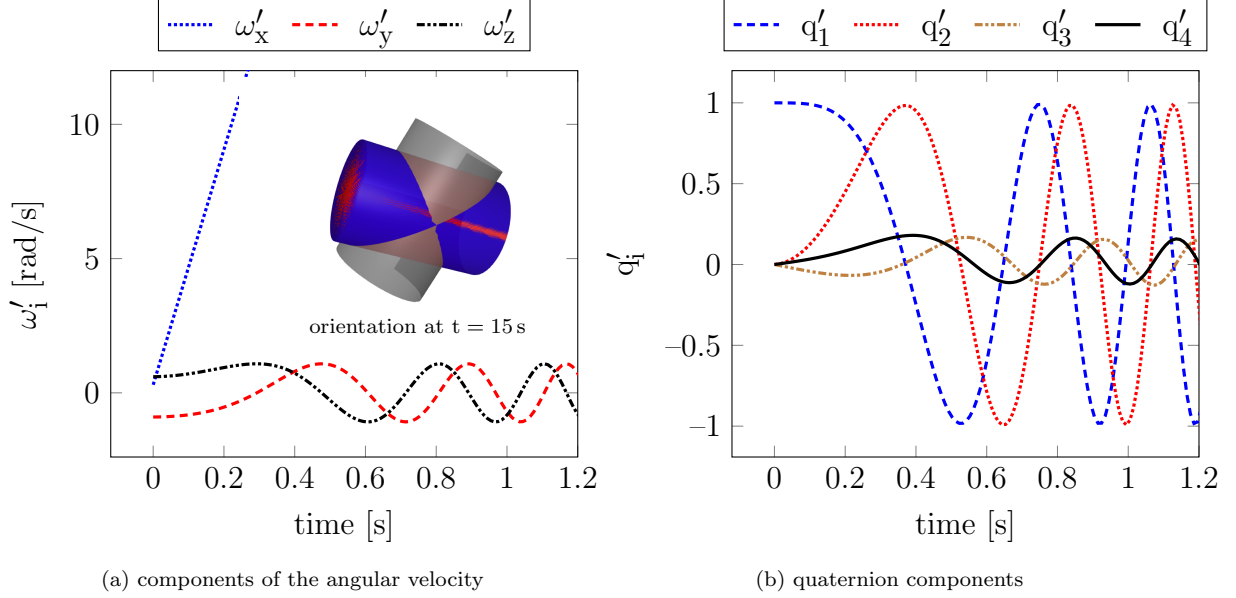 ω′x ω′y ω′z
10
5
0
ω′i [rad/s]
orientation at t = 15 s
0 0.2 0.4 0.6 0.8 1 1.2
time [s]
(a) components of the angular velocity
q′1 q′2 q′3 q′4
1
0.5
0
−0.5
−1
q′i
0 0.2 0.4 0.6 0.8 1 1.2
time [s]
(b) quaternion components